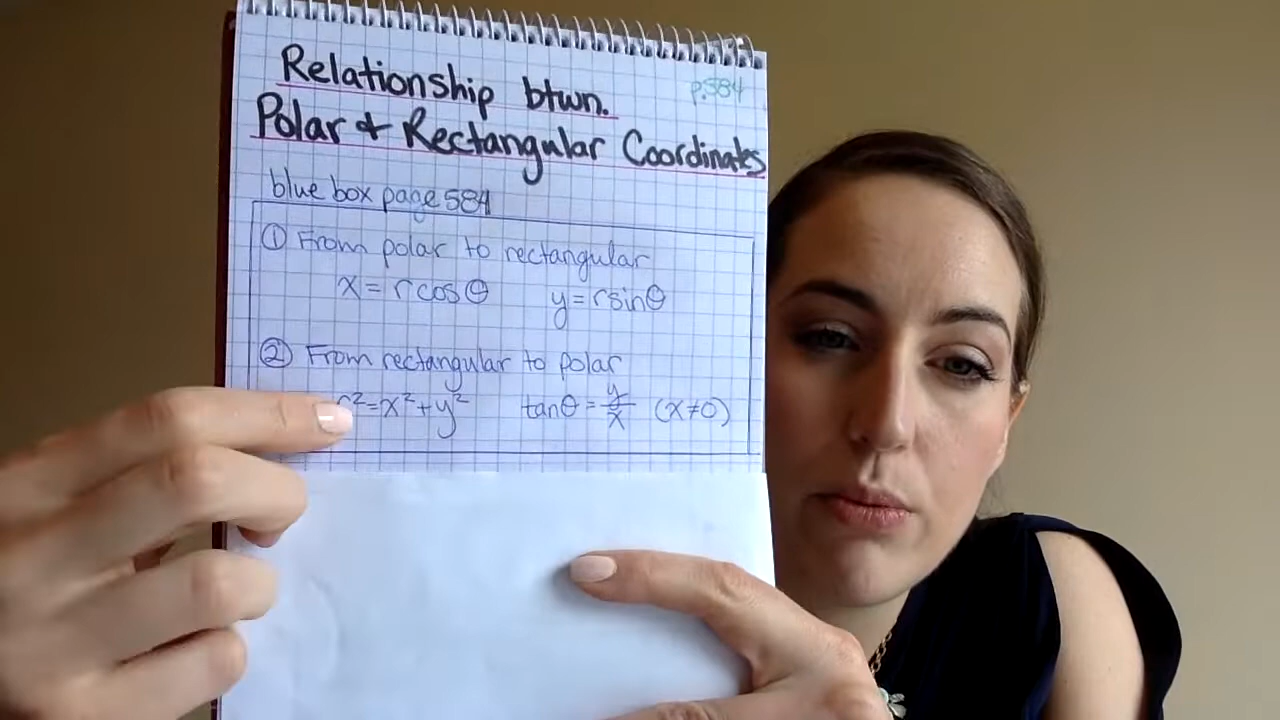 Relationship btwn.
p.584
Polar + Rectangular Coordinates
blue box page 584
① From polar to rectangular
x = r cos θ y = r sin θ
② From rectangular to polar
r² = x² + y² tan θ = y/x (x ≠ 0)